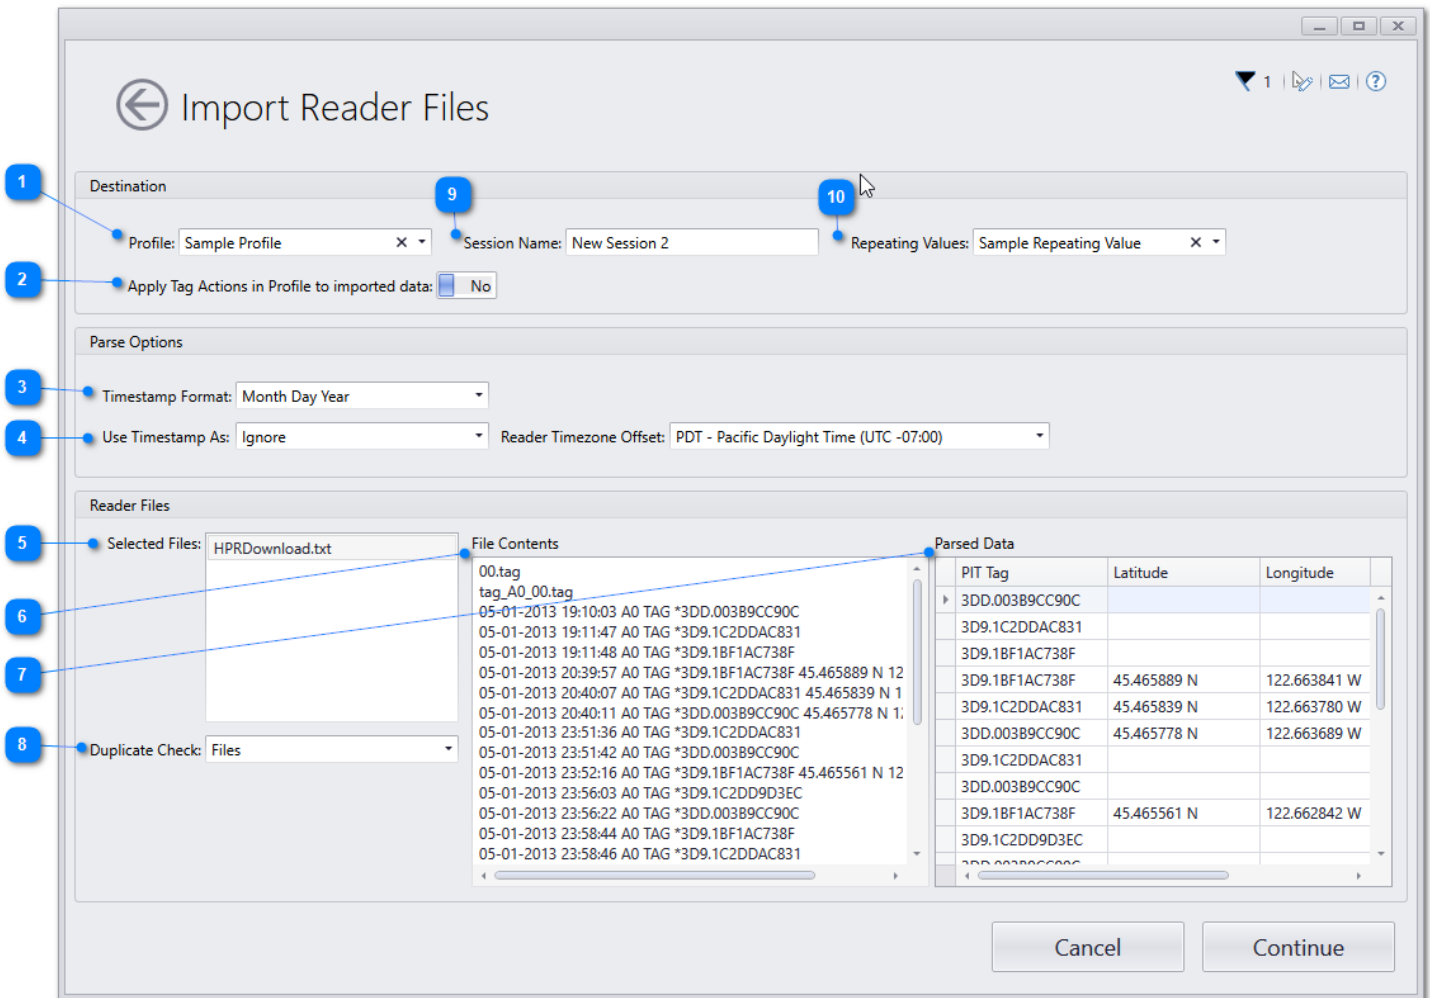 1
Import Reader Files
1
Destination
9
10
Profile: Sample Profile
Session Name: New Session 2
Repeating Values: Sample Repeating Value
2
Apply Tag Actions in Profile to imported data: No
Parse Options
3
Timestamp Format: Month Day Year
4
Use Timestamp As: Ignore
Reader Timezone Offset: PDT - Pacific Daylight Time (UTC -07:00)
Reader Files
5
Selected Files: HPRDownload.txt
6
7
8
Duplicate Check: Files
File Contents
00.tag
tag_A0_00.tag
05-01-2013 19:10:03 A0 TAG *3DD.003B9CC90C
05-01-2013 19:11:47 A0 TAG *3D9.1C2DDAC831
05-01-2013 19:11:48 A0 TAG *3D9.1BF1AC738F
05-01-2013 20:39:57 A0 TAG *3D9.1BF1AC738F 45.465889 N 12
05-01-2013 20:40:07 A0 TAG *3D9.1C2DDAC831 45.465839 N 1
05-01-2013 20:40:11 A0 TAG *3DD.003B9CC90C 45.465778 N 1
05-01-2013 23:51:36 A0 TAG *3D9.1C2DDAC831
05-01-2013 23:51:42 A0 TAG *3DD.003B9CC90C
05-01-2013 23:52:16 A0 TAG *3D9.1BF1AC738F 45.465561 N 12
05-01-2013 23:56:03 A0 TAG *3D9.1C2DD9D3EC
05-01-2013 23:56:22 A0 TAG *3DD.003B9CC90C
05-01-2013 23:58:44 A0 TAG *3D9.1BF1AC738F
05-01-2013 23:58:46 A0 TAG *3D9.1C2DDAC831
Parsed Data
PIT Tag Latitude Longitude
3DD.003B9CC90C
3D9.1C2DDAC831
3D9.1BF1AC738F
3D9.1BF1AC738F 45.465889 N 122.663841 W
3D9.1C2DDAC831 45.465839 N 122.663780 W
3DD.003B9CC90C 45.465778 N 122.663689 W
3D9.1C2DDAC831
3DD.003B9CC90C
3D9.1BF1AC738F 45.465561 N 122.662842 W
3D9.1C2DD9D3EC
Cancel
Continue